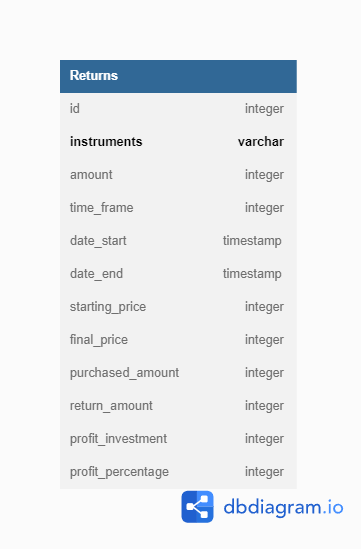 Returns
id integer
instruments varchar
amount integer
time_frame integer
date_start timestamp
date_end timestamp
starting_price integer
final_price integer
purchased_amount integer
return_amount integer
profit_investment integer
profit_percentage integer
dbdiagram.io